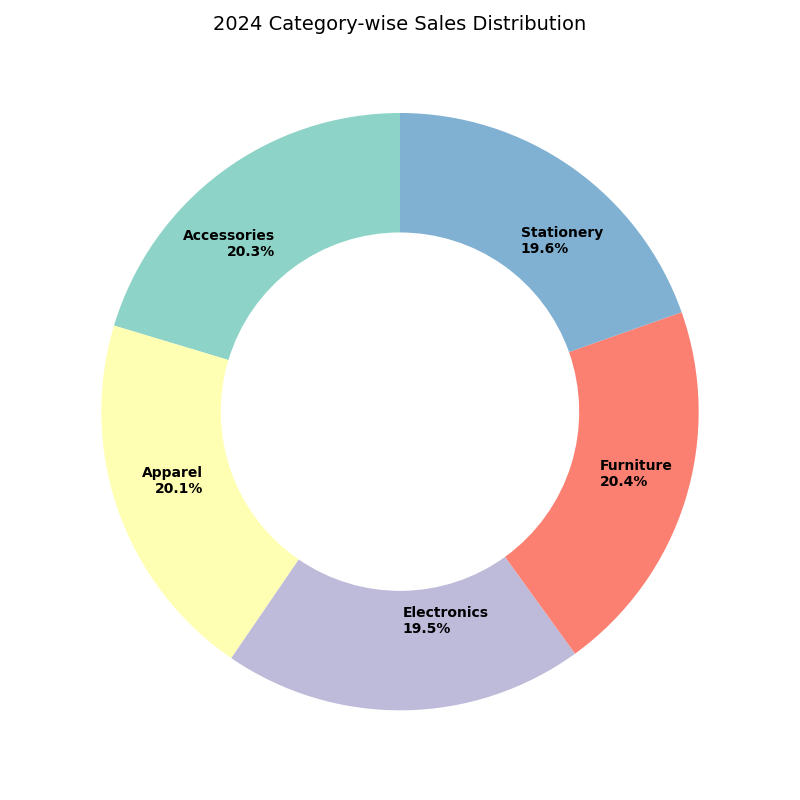 2024 Category-wise Sales Distribution
Stationery
19.6%
Accessories
20.3%
Furniture
20.4%
Apparel
20.1%
Electronics
19.5%